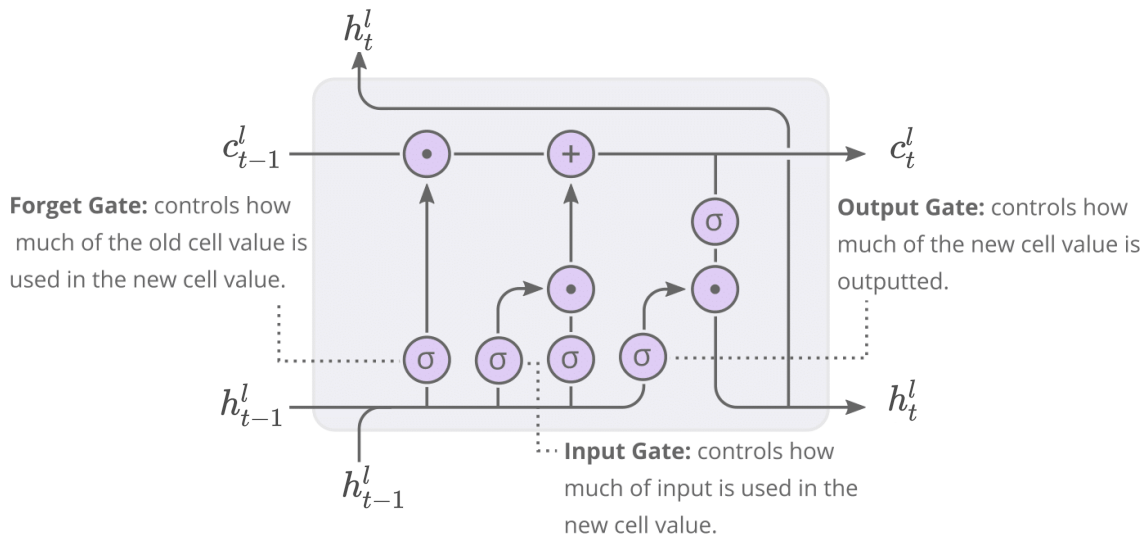 h_t^l
c_{t-1}^l
c_t^l
Forget Gate: controls how
much of the old cell value is
used in the new cell value.
Output Gate: controls how
much of the new cell value is
outputted.
+
σ
σ
σ
σ
σ
h_{t-1}^l
h_t^l
h_{t-1}^l
Input Gate: controls how
much of input is used in the
new cell value.